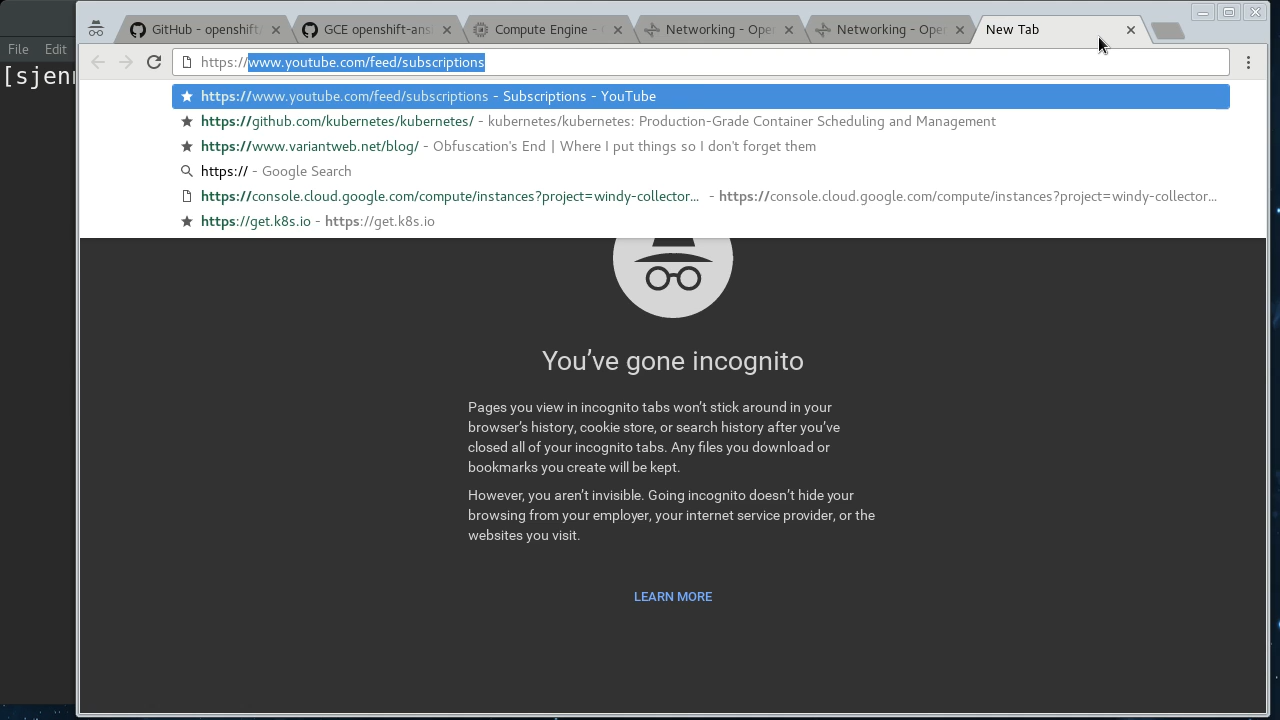 File Edit
[sjenn
GitHub - openshift/
GCE openshift-ans
Compute Engine -
Networking - Oper
Networking - Oper
New Tab
https://www.youtube.com/feed/subscriptions
https://www.youtube.com/feed/subscriptions - Subscriptions - YouTube
https://github.com/kubernetes/kubernetes/ - kubernetes/kubernetes: Production-Grade Container Scheduling and Management
https://www.variantweb.net/blog/ - Obfuscation's End | Where I put things so I don't forget them
https:// - Google Search
https://console.cloud.google.com/compute/instances?project=windy-collector... - https://console.cloud.google.com/compute/instances?project=windy-collector...
https://get.k8s.io - https://get.k8s.io
You’ve gone incognito
Pages you view in incognito tabs won’t stick around in your
browser’s history, cookie store, or search history after you’ve
closed all of your incognito tabs. Any files you download or
bookmarks you create will be kept.
However, you aren’t invisible. Going incognito doesn’t hide your
browsing from your employer, your internet service provider, or the
websites you visit.
LEARN MORE